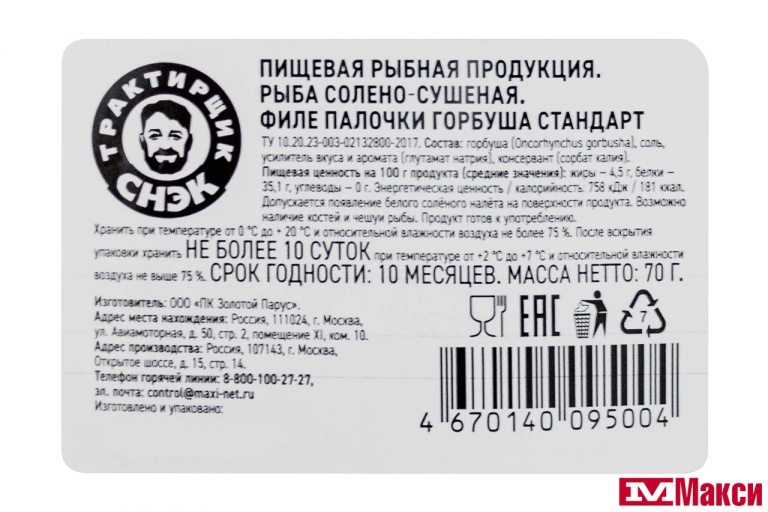 ТРАКТИРЩИК
СНЭК
ПИЩЕВАЯ РЫБНАЯ ПРОДУКЦИЯ.
РЫБА СОЛЕНО-СУШЕНАЯ.
ФИЛЕ ПАЛОЧКИ ГОРБУША СТАНДАРТ
ТУ 10.20.23-003-02132800-2017. Состав: горбуша (Oncorhynchus gorbusha), соль,
усилитель вкуса и аромата (глутамат натрия), консервант (сорбат калия).
Пищевая ценность на 100 г продукта (средние значения): жиры – 4,5 г, белки –
35,1 г, углеводы – 0 г. Энергетическая ценность / калорийность: 758 кДж / 181 ккал.
Допускается появление белого солёного налёта на поверхности продукта. Возможно
наличие костей и чешуи рыбы. Продукт готов к употреблению.
Хранить при температуре от 0 °С до + 20 °С и относительной влажности воздуха не более 75 %. После вскрытия
упаковки хранить НЕ БОЛЕЕ 10 СУТОК при температуре от +2 °С до +7 °С и относительной влажности
воздуха не выше 75 %. СРОК ГОДНОСТИ: 10 МЕСЯЦЕВ. МАССА НЕТТО: 70 Г.
Изготовитель: ООО «ПК Золотой Парус».
Адрес места нахождения: Россия, 111024, г. Москва,
ул. Авиамоторная, д. 50, стр. 2, помещение XI, ком. 10.
Адрес производства: Россия, 107143, г. Москва,
Открытое шоссе, д. 15, стр. 14.
Телефон горячей линии: 8-800-100-27-27,
эл. почта: control@maxi-net.ru
Изготовлено и упаковано:
EAC
7
4 670140 095004
Макси